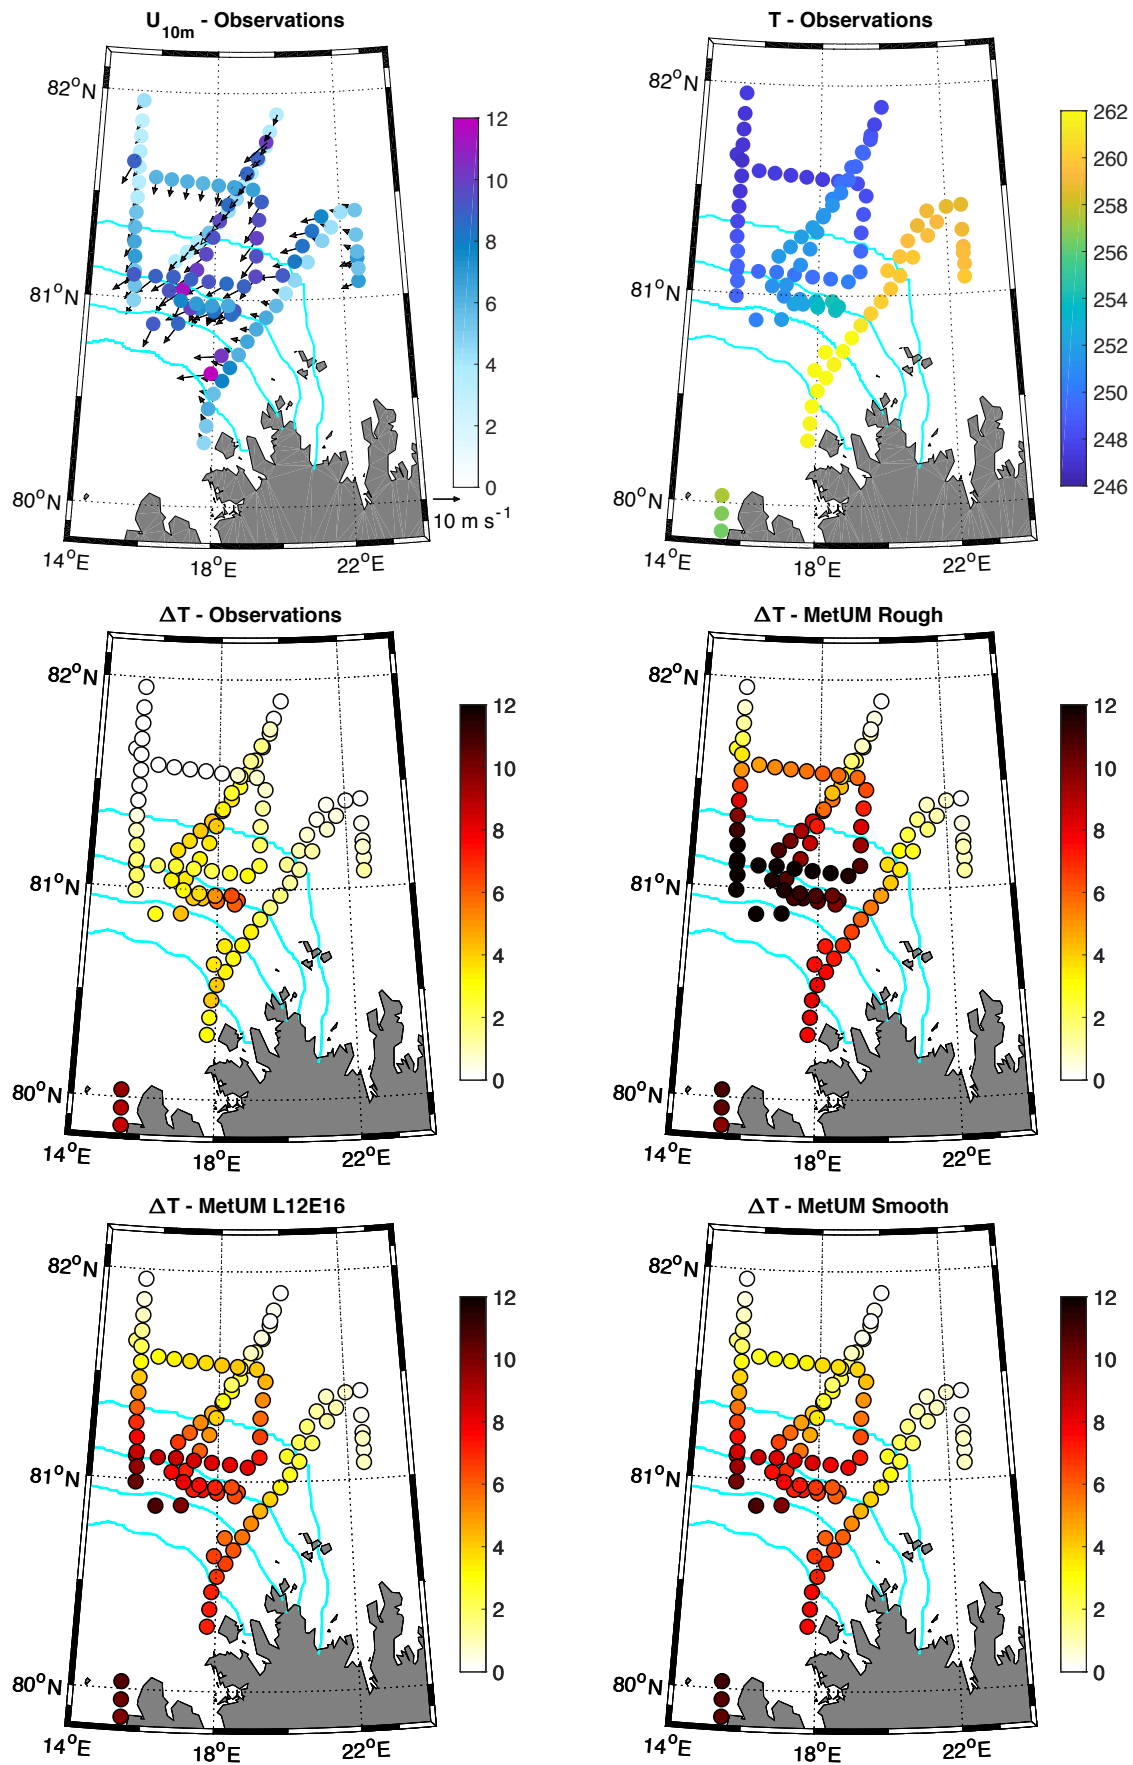 U10m - Observations
82°N
81°N
80°N
14°E
18°E
22°E
12
10
8
6
4
2
0
10 m s-1
T - Observations
82°N
81°N
80°N
14°E
18°E
22°E
262
260
258
256
254
252
250
248
246
ΔT - Observations
82°N
81°N
80°N
14°E
18°E
22°E
12
10
8
6
4
2
0
ΔT - MetUM Rough
82°N
81°N
80°N
14°E
18°E
22°E
12
10
8
6
4
2
0
ΔT - MetUM L12E16
82°N
81°N
80°N
14°E
18°E
22°E
12
10
8
6
4
2
0
ΔT - MetUM Smooth
82°N
81°N
80°N
14°E
18°E
22°E
12
10
8
6
4
2
0